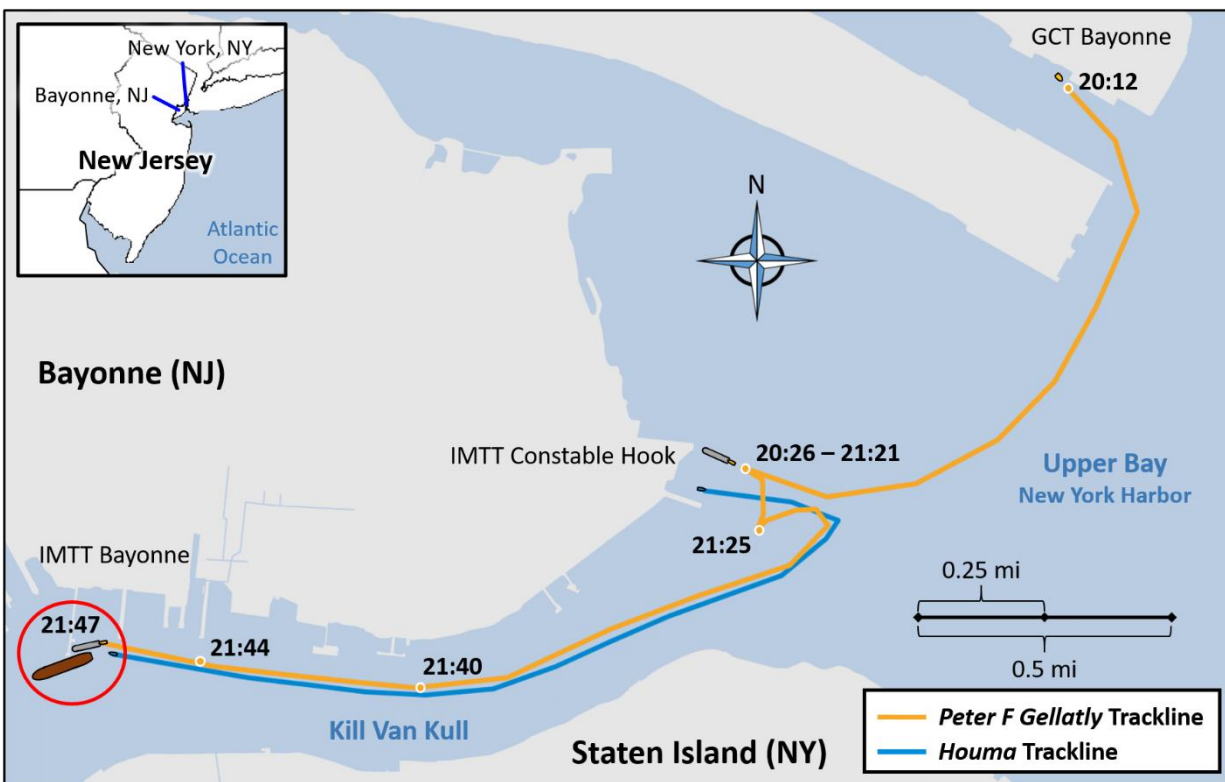 New York, NY
Bayonne, NJ
New Jersey
Atlantic
Ocean
GCT Bayonne
20:12
N
Bayonne (NJ)
IMTT Constable Hook
20:26 – 21:21
Upper Bay
New York Harbor
21:25
IMTT Bayonne
0.25 mi
21:47
21:44
21:40
0.5 mi
Kill Van Kull
Staten Island (NY)
Peter F Gellatly Trackline
Houma Trackline